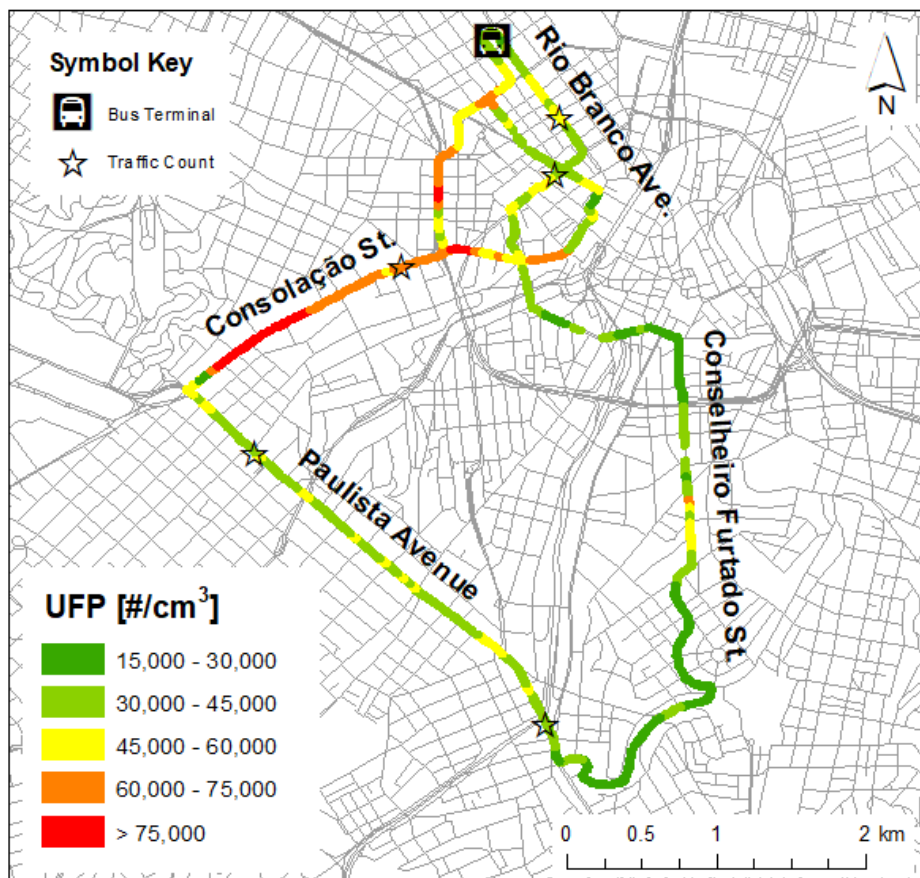 Symbol Key
Bus Terminal
Traffic Count
Rio Branco Ave.
N
Consolação St.
Paulista Avenue
Conselheiro Furtado St.
UFP [#/cm³]
15,000 - 30,000
30,000 - 45,000
45,000 - 60,000
60,000 - 75,000
> 75,000
0 0.5 1 2 km